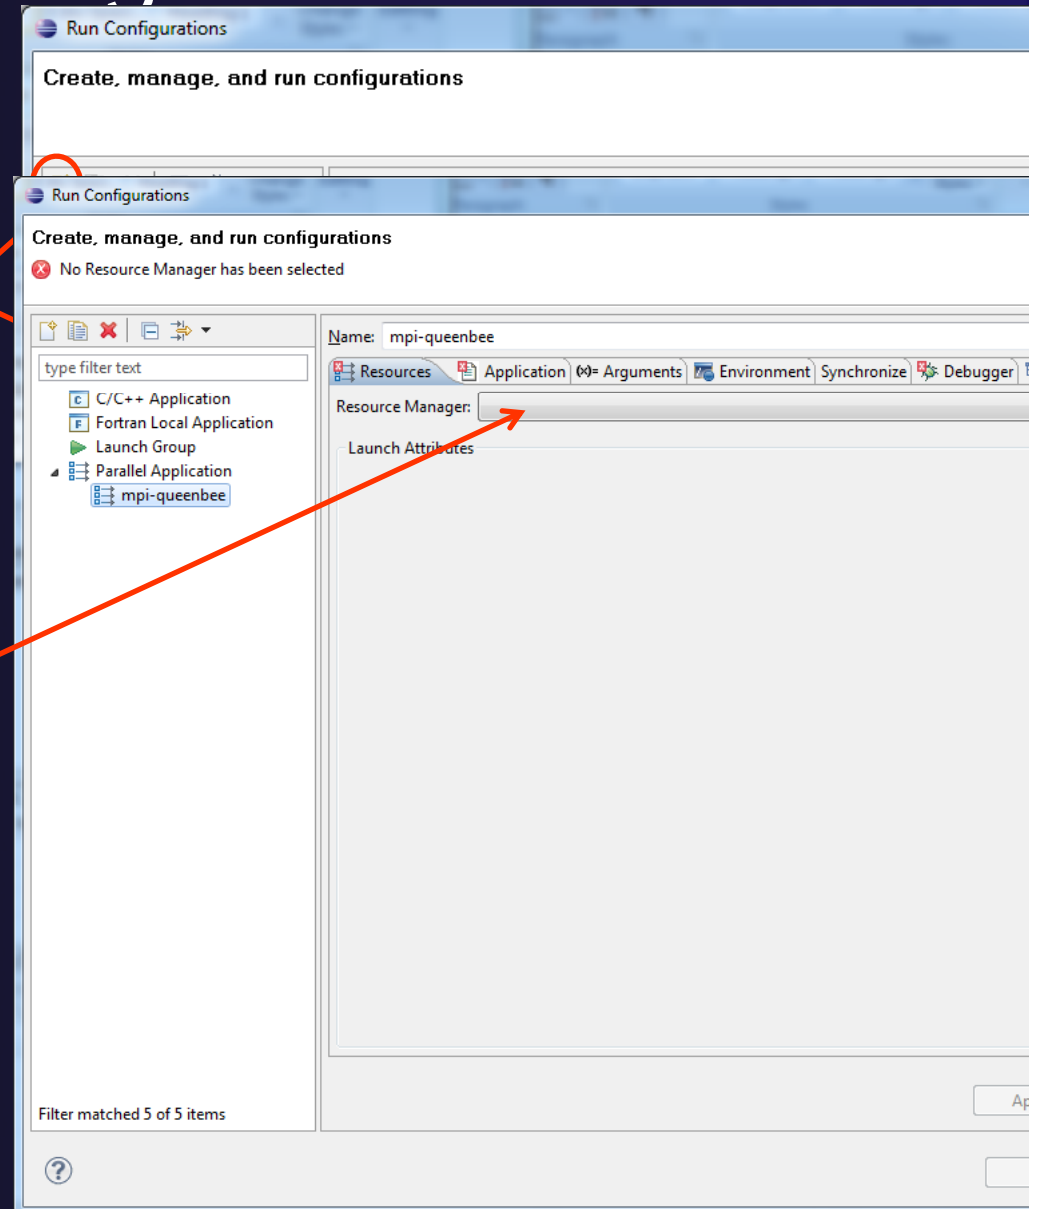 Run Configurations
Create, manage, and run configurations
Run Configurations
Create, manage, and run configurations
No Resource Manager has been selected
Name: mpi-queenbee
type filter text
Resources Application (x)= Arguments Environment Synchronize Debugger
C/C++ Application
Resource Manager:
Fortran Local Application
Launch Group
Launch Attributes
Parallel Application
mpi-queenbee
Filter matched 5 of 5 items
Ap